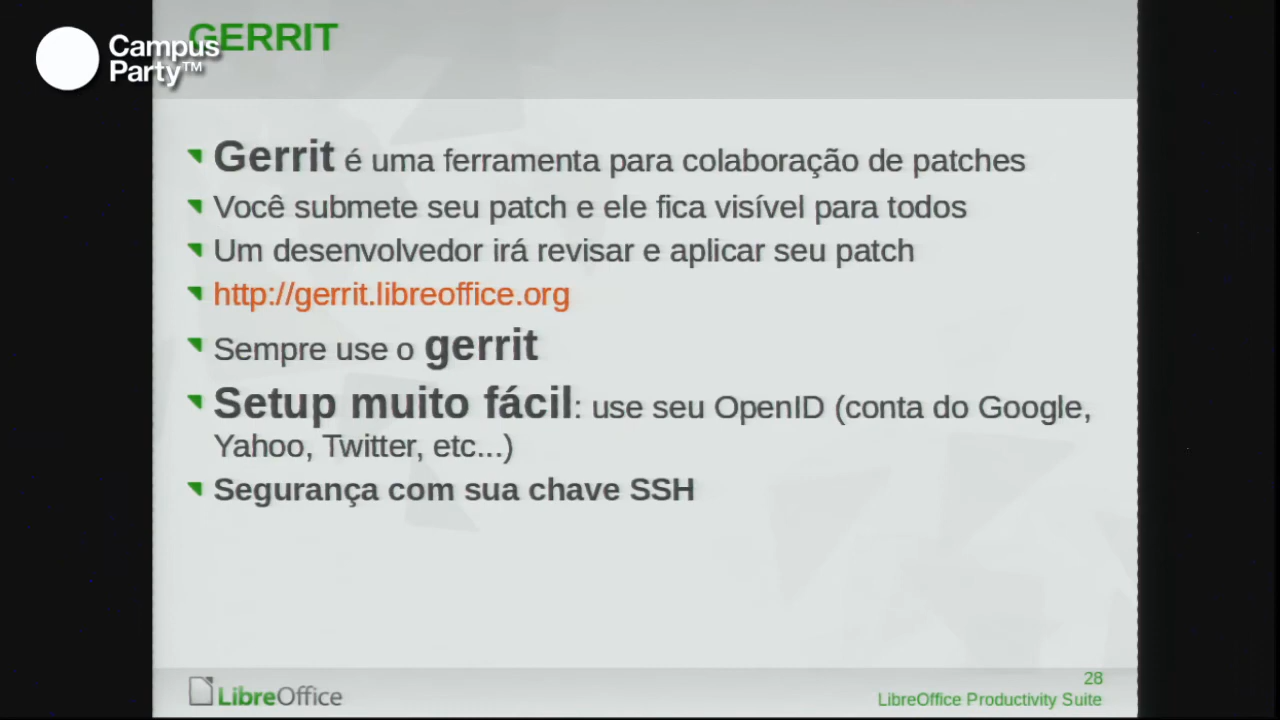 GERRIT
Campus
Party™
Gerrit é uma ferramenta para colaboração de patches
Você submete seu patch e ele fica visível para todos
Um desenvolvedor irá revisar e aplicar seu patch
http://gerrit.libreoffice.org
Sempre use o gerrit
Setup muito fácil: use seu OpenID (conta do Google,
Yahoo, Twitter, etc...)
Segurança com sua chave SSH
28
LibreOffice
LibreOffice Productivity Suite